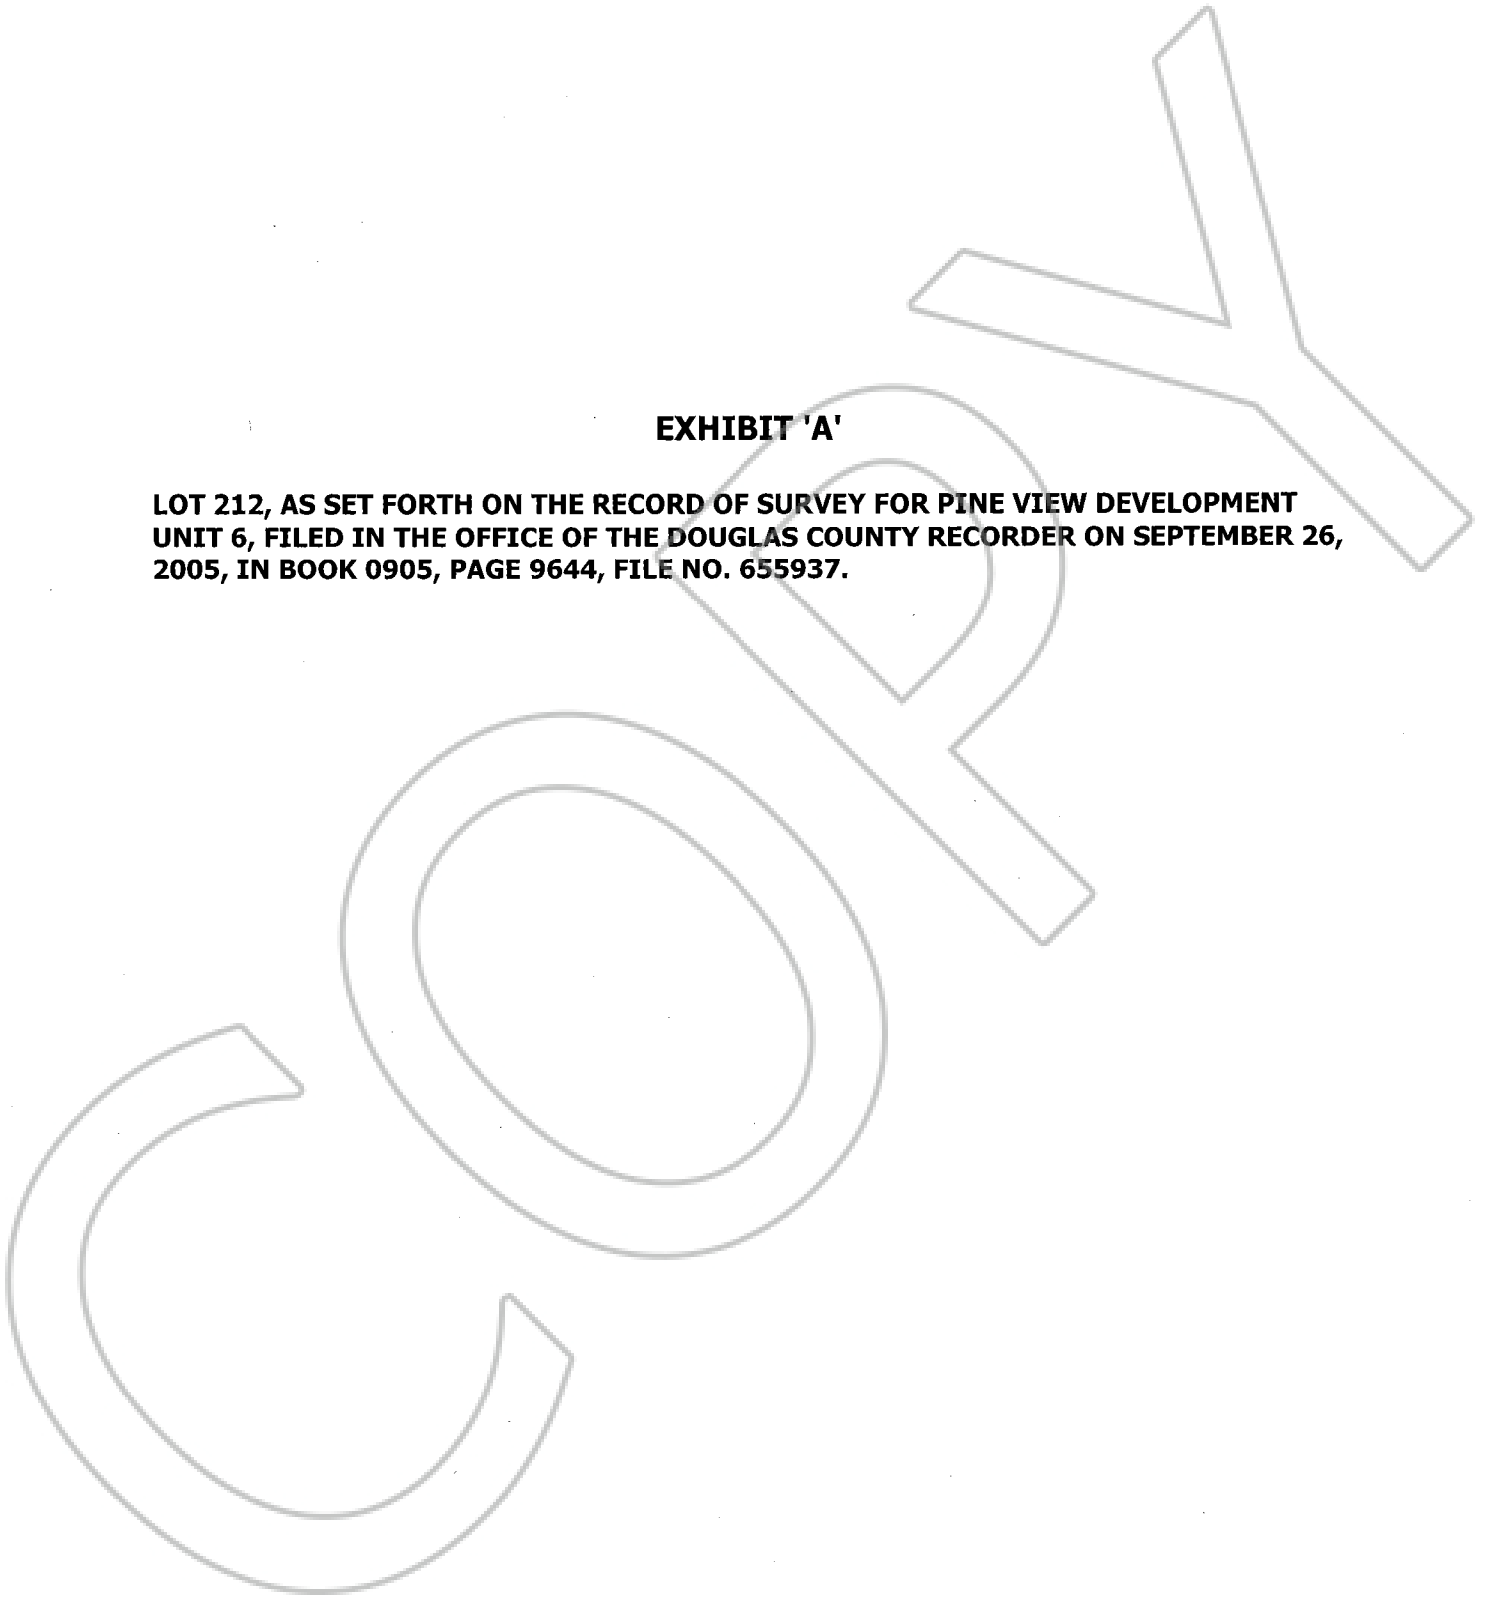 EXHIBIT 'A'
LOT 212, AS SET FORTH ON THE RECORD OF SURVEY FOR PINE VIEW DEVELOPMENT
UNIT 6, FILED IN THE OFFICE OF THE DOUGLAS COUNTY RECORDER ON SEPTEMBER 26,
2005, IN BOOK 0905, PAGE 9644, FILE NO. 655937.
COPY